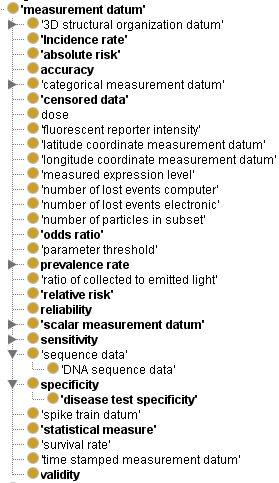 'measurement datum'
'3D structural organization datum'
'Incidence rate'
'absolute risk'
accuracy
'categorical measurement datum'
'censored data'
dose
'fluorescent reporter intensity'
'latitude coordinate measurement datum'
'longitude coordinate measurement datum'
'measured expression level'
'number of lost events computer'
'number of lost events electronic'
'number of particles in subset'
'odds ratio'
'parameter threshold'
prevalence rate
'ratio of collected to emitted light'
'relative risk'
reliability
'scalar measurement datum'
sensitivity
'sequence data'
'DNA sequence data'
specificity
'disease test specificity'
'spike train datum'
'statistical measure'
'survival rate'
'time stamped measurement datum'
validity